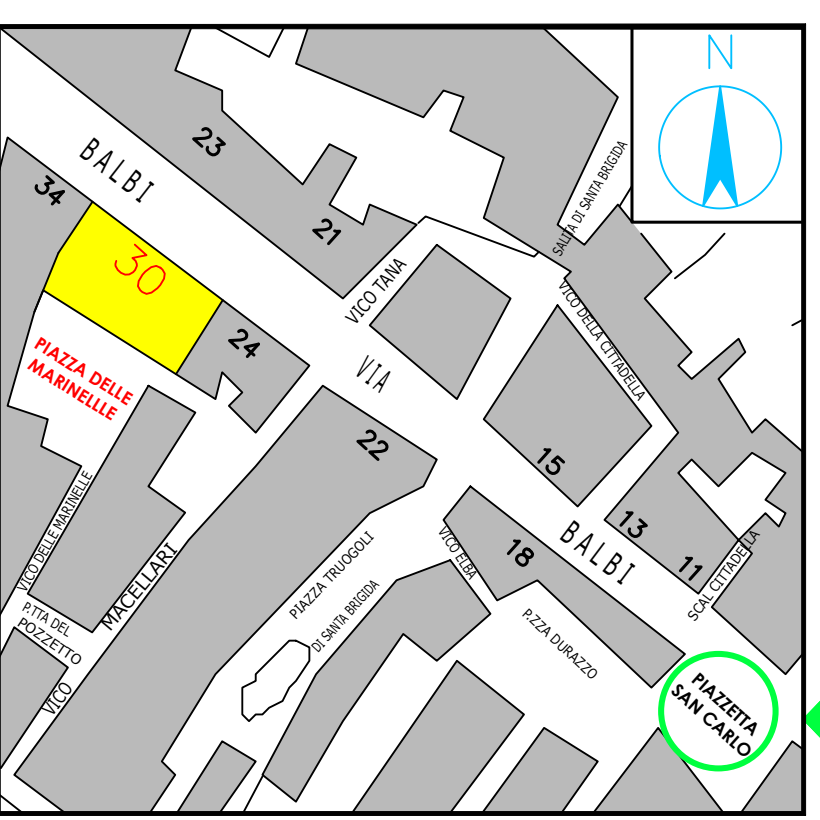 N
BALBI
23
34
SALITA DI SANTA BRIGIDA
21
30
VICO TANA
VICO DELLA CITTADELLA
24
PIAZZA DELLE
MARINELLLE
VIA
22
15
13
BALBI
11
18
VICO ELBA
SCAL CITTADELLA
VICO DELLE MARINELLE
MACELLARI
VICO
PIAZZA TRUOGOLI
DI SANTA BRIGIDA
P.TTA DEL
POZZETTO
P.ZZA DURAZZO
PIAZZETTA
SAN CARLO